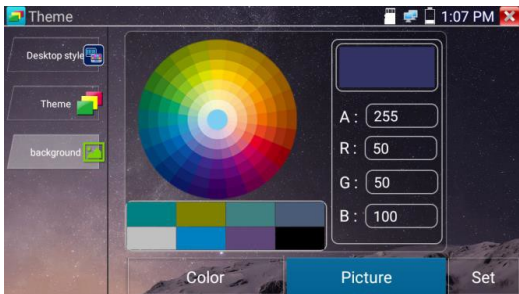 Theme
1:07 PM
Desktop style
Theme
background
A : 255
R : 50
G : 50
B : 100
Color
Picture
Set